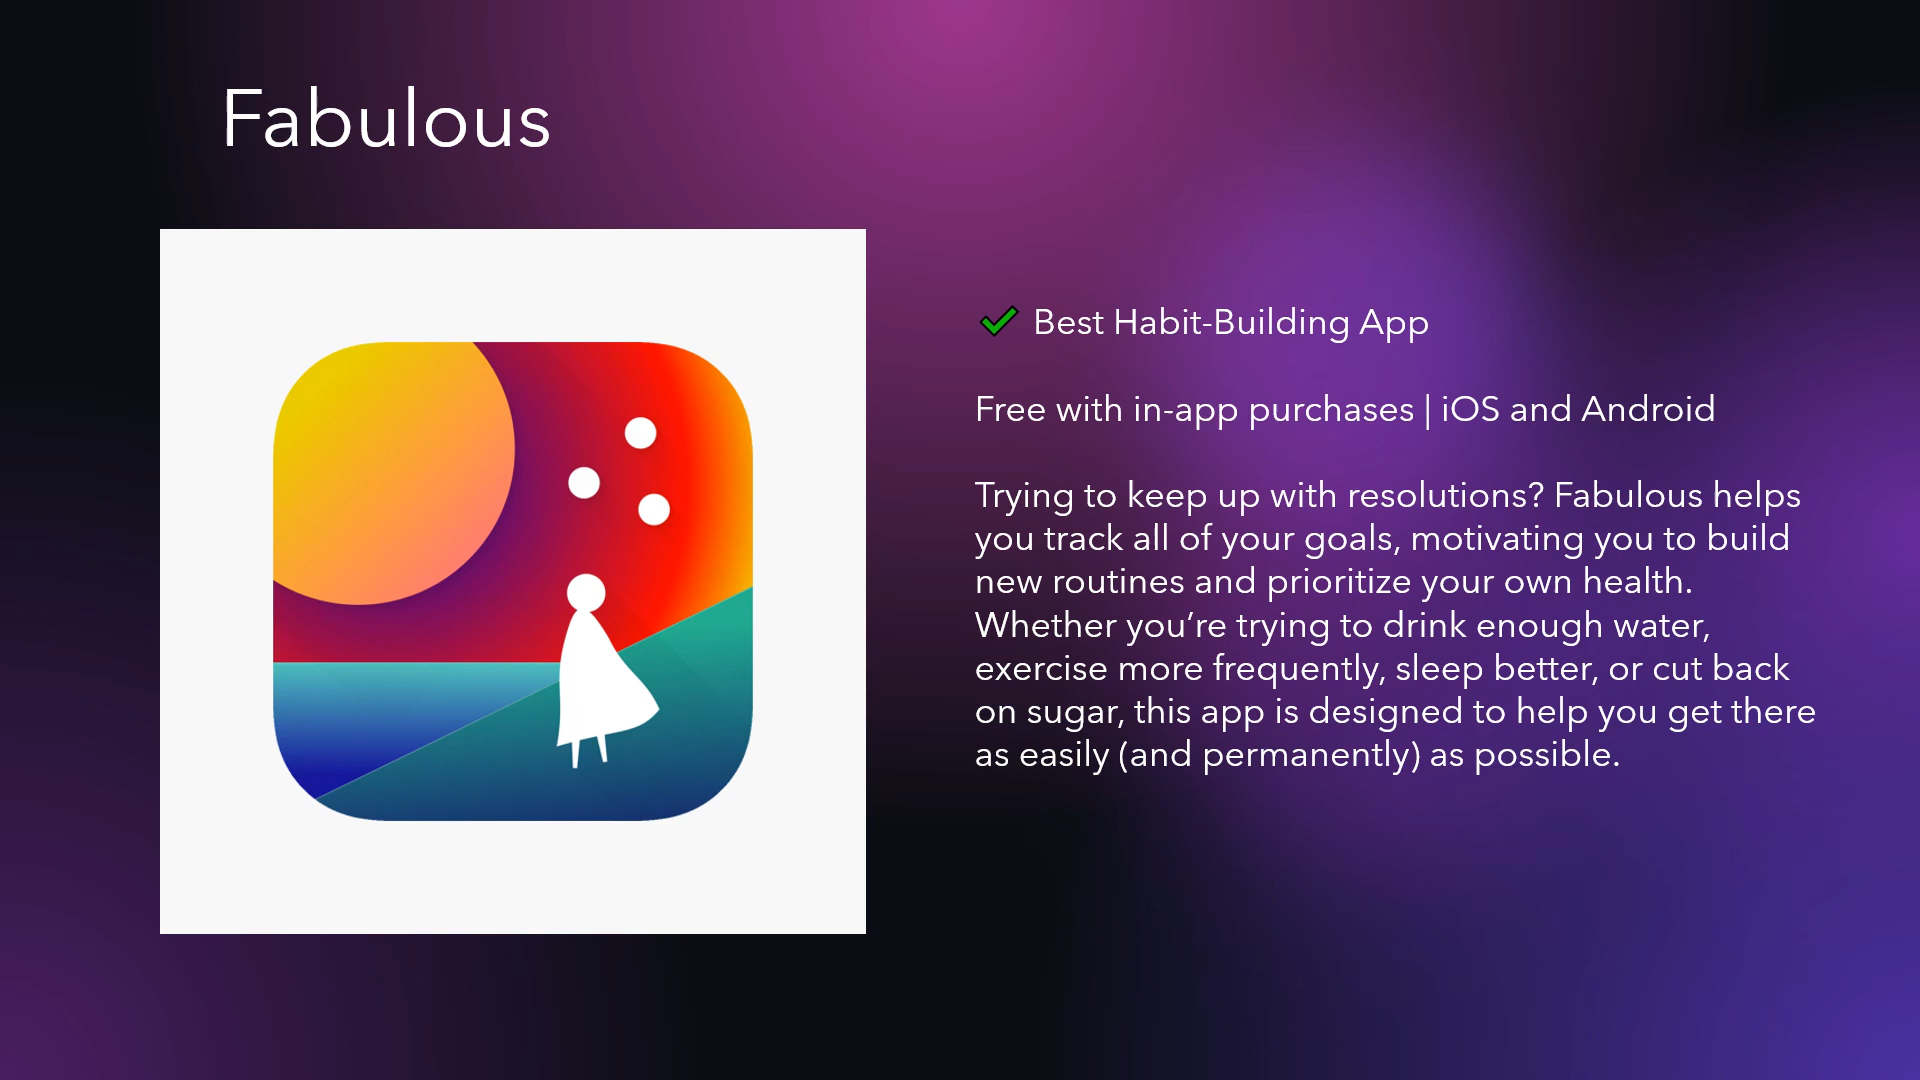 Fabulous
Best Habit-Building App
Free with in-app purchases | iOS and Android
Trying to keep up with resolutions? Fabulous helps
you track all of your goals, motivating you to build
new routines and prioritize your own health.
Whether you’re trying to drink enough water,
exercise more frequently, sleep better, or cut back
on sugar, this app is designed to help you get there
as easily (and permanently) as possible.